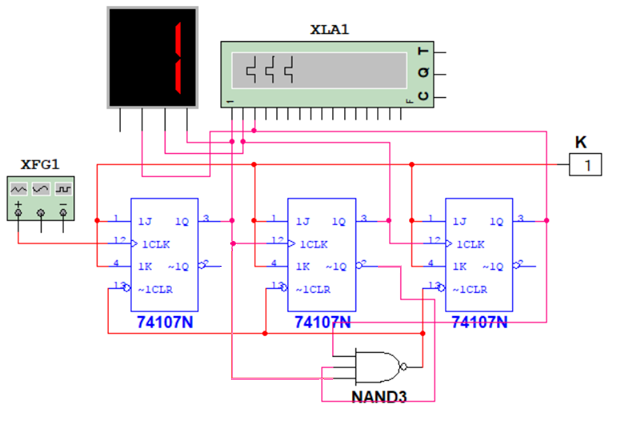 XLA1
T
Q
C
1
F
K
1
XFG1
+
−
1
1J
1Q
3
12
1CLK
4
1K
~1Q
2
13
~1CLR
74107N
1
1J
1Q
3
12
1CLK
4
1K
~1Q
2
13
~1CLR
74107N
1
1J
1Q
3
12
1CLK
4
1K
~1Q
2
13
~1CLR
74107N
NAND3